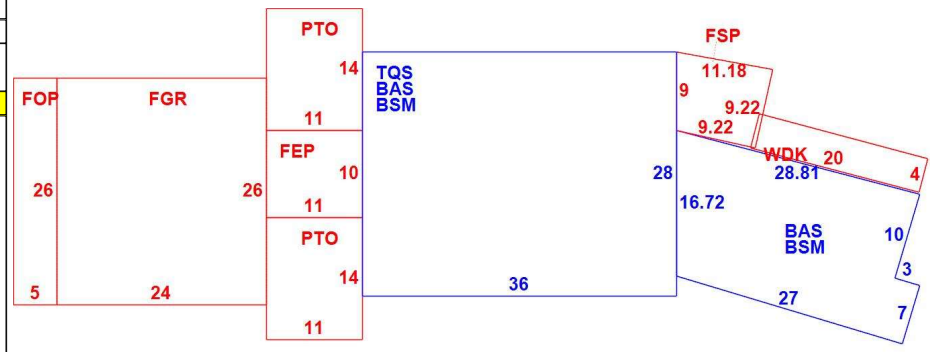 PTO
14
11
FOP
FGR
26
26
5
24
FEP
10
11
PTO
14
11
TQS
BAS
BSM
28
36
FSP
11.18
9
9.22
9.22
WDK
20
4
28.81
16.72
BAS
BSM
10
3
7
27